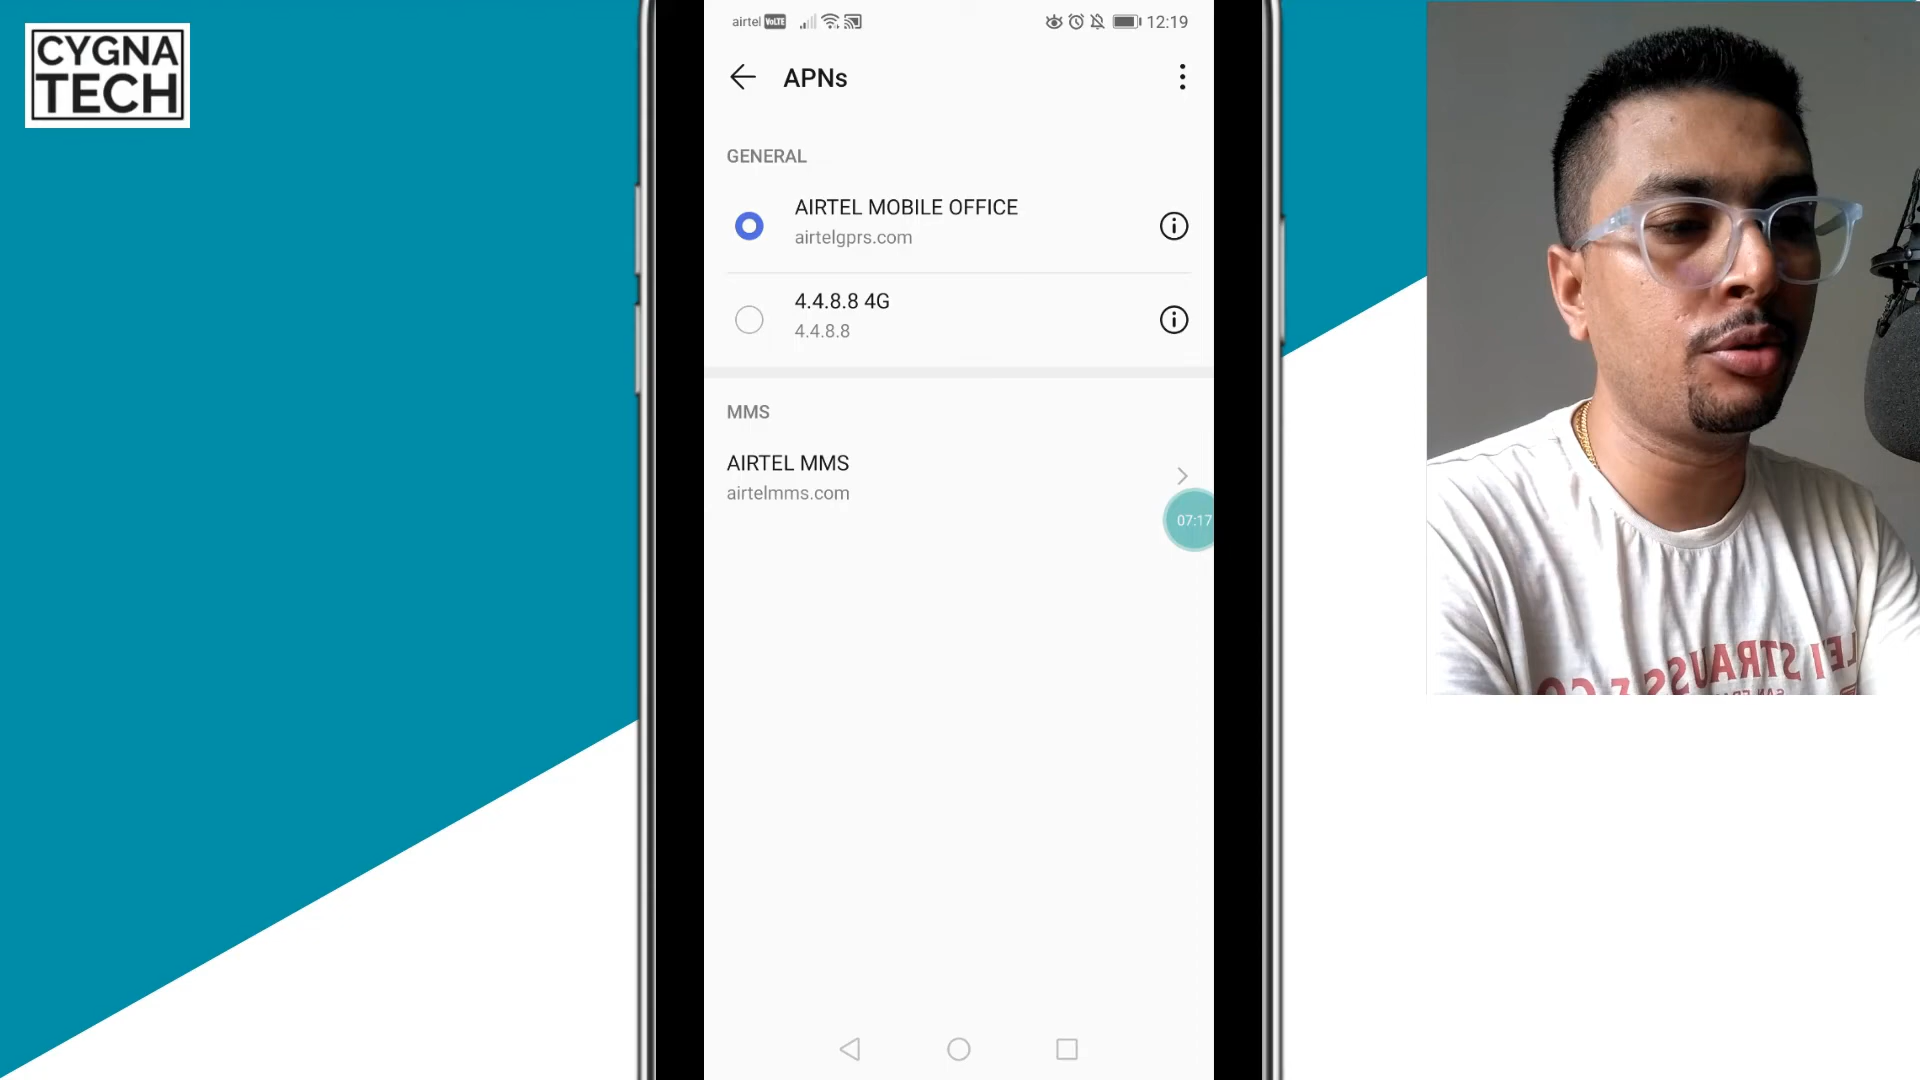 CYGNA
TECH
airtel VoLTE
12:19
APNs
GENERAL
AIRTEL MOBILE OFFICE
airtelgprs.com
4.4.8.8 4G
4.4.8.8
MMS
AIRTEL MMS
airtelmms.com
07:17
STRAUSS